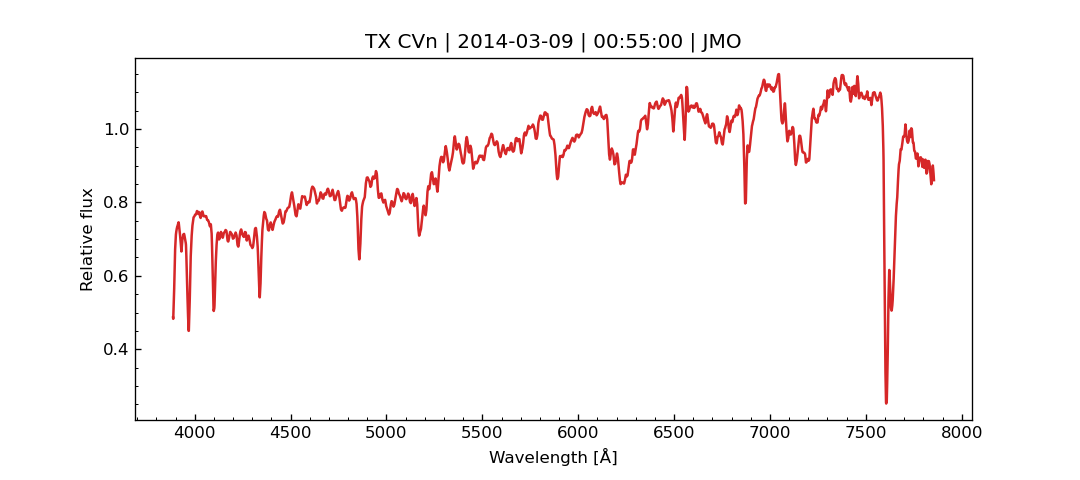 TX CVn | 2014-03-09 | 00:55:00 | JMO
1.0
0.8
0.6
0.4
Relative flux
4000 4500 5000 5500 6000 6500 7000 7500 8000
Wavelength [Å]